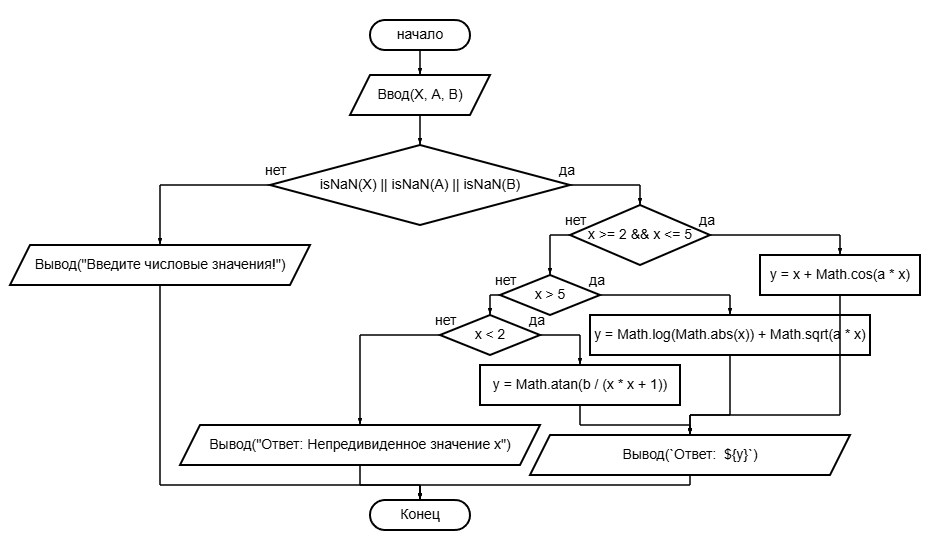 начало
Ввод(X, A, B)
нет
да
isNaN(X) || isNaN(A) || isNaN(B)
нет
да
x >= 2 && x <= 5
Вывод("Введите числовые значения!")
y = x + Math.cos(a * x)
нет
да
x > 5
нет
да
x < 2
y = Math.log(Math.abs(x)) + Math.sqrt(a * x)
y = Math.atan(b / (x * x + 1))
Вывод("Ответ: Непредивиденное значение x")
Вывод(`Ответ:  ${y}`)
Конец